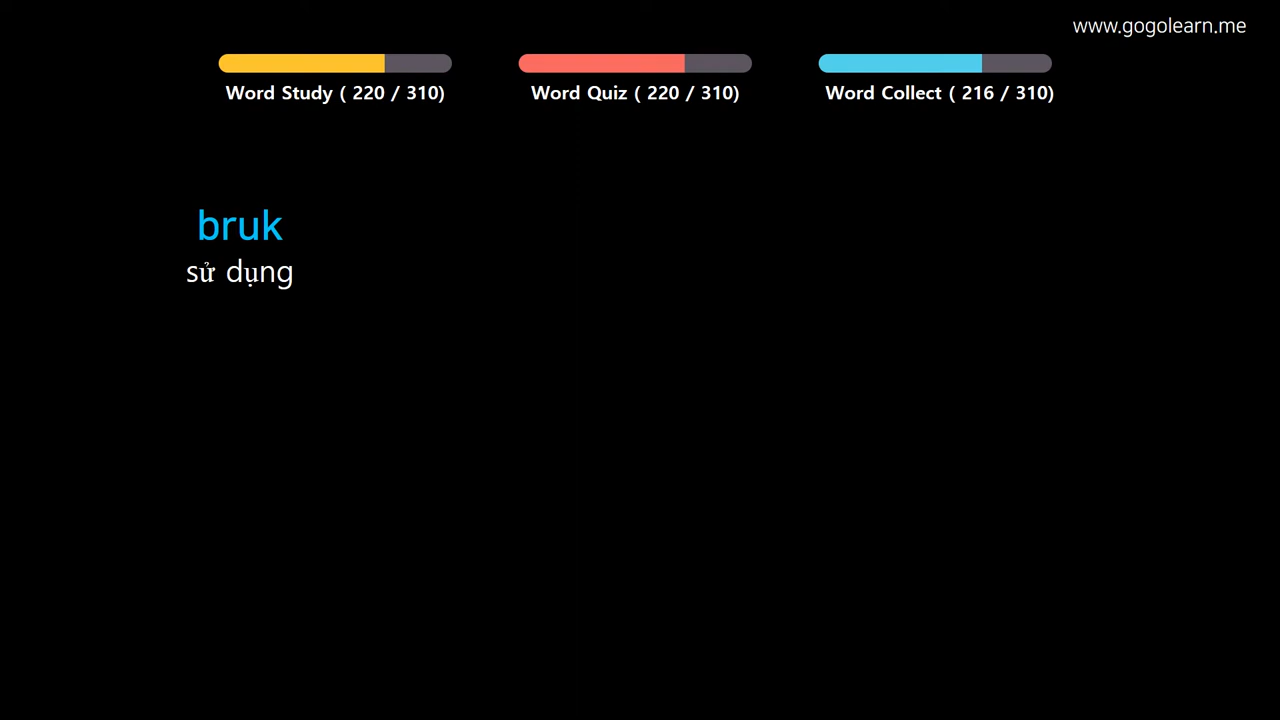 www.gogolearn.me
Word Study ( 220 / 310)
Word Quiz ( 220 / 310)
Word Collect ( 216 / 310)
bruk
sử dụng